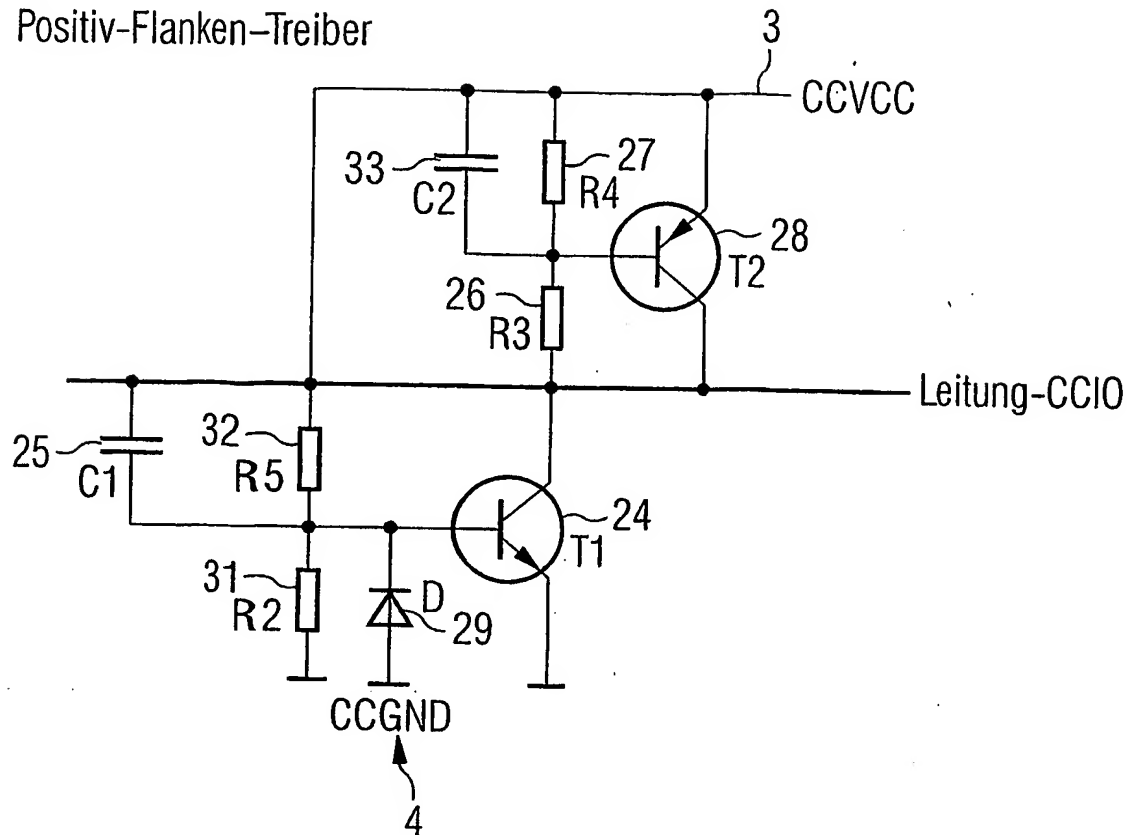 Positiv-Flanken-Treiber
3
CCVCC
33
C2
27
R4
28
T2
26
R3
Leitung-CCIO
25
C1
32
R5
24
T1
31
R2
D
29
CCGND
4